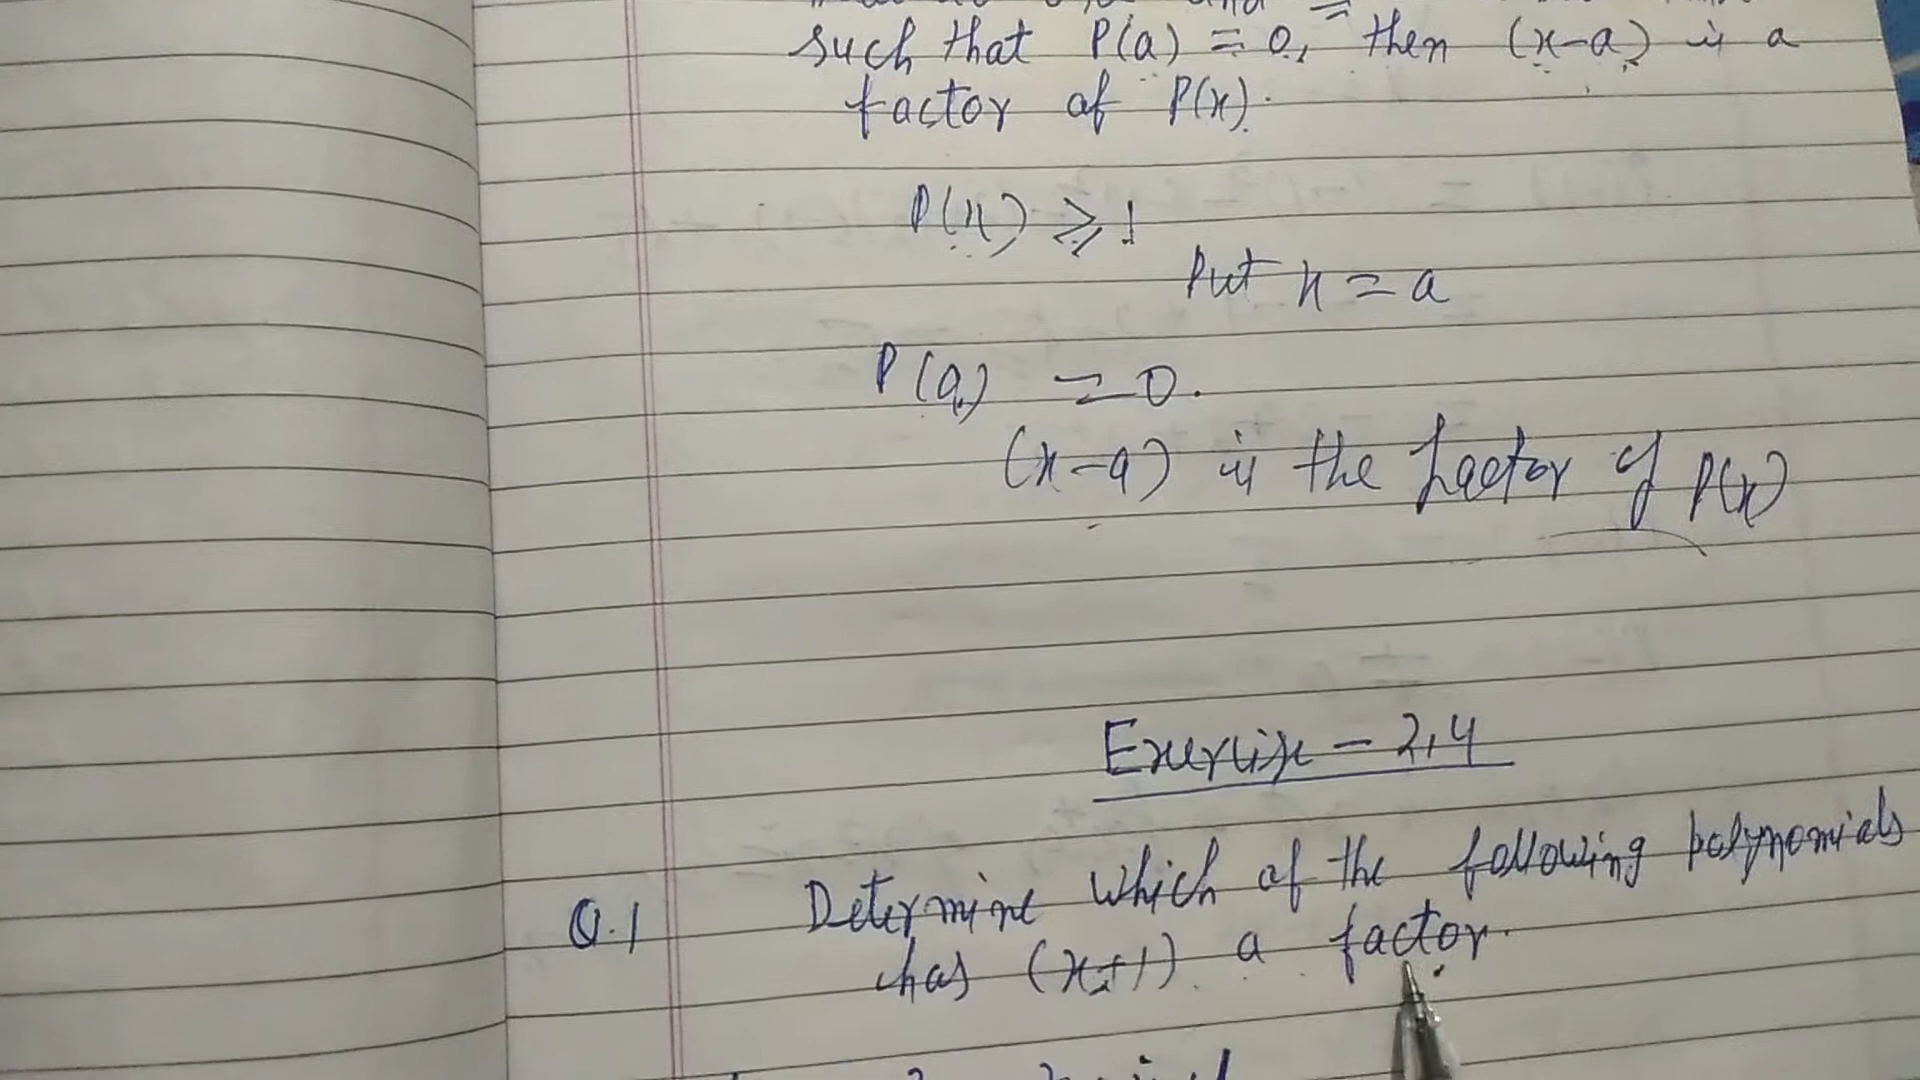 such that P(a) = 0, then (x-a) is a
factor of P(x).
P(x) ⩾ 1
Put x = a
P(a) = 0.
(x-a) is the factor of P(x)
Exercise - 2.4
Q.1 Determine which of the following polynomials
has (x+1) a factor.